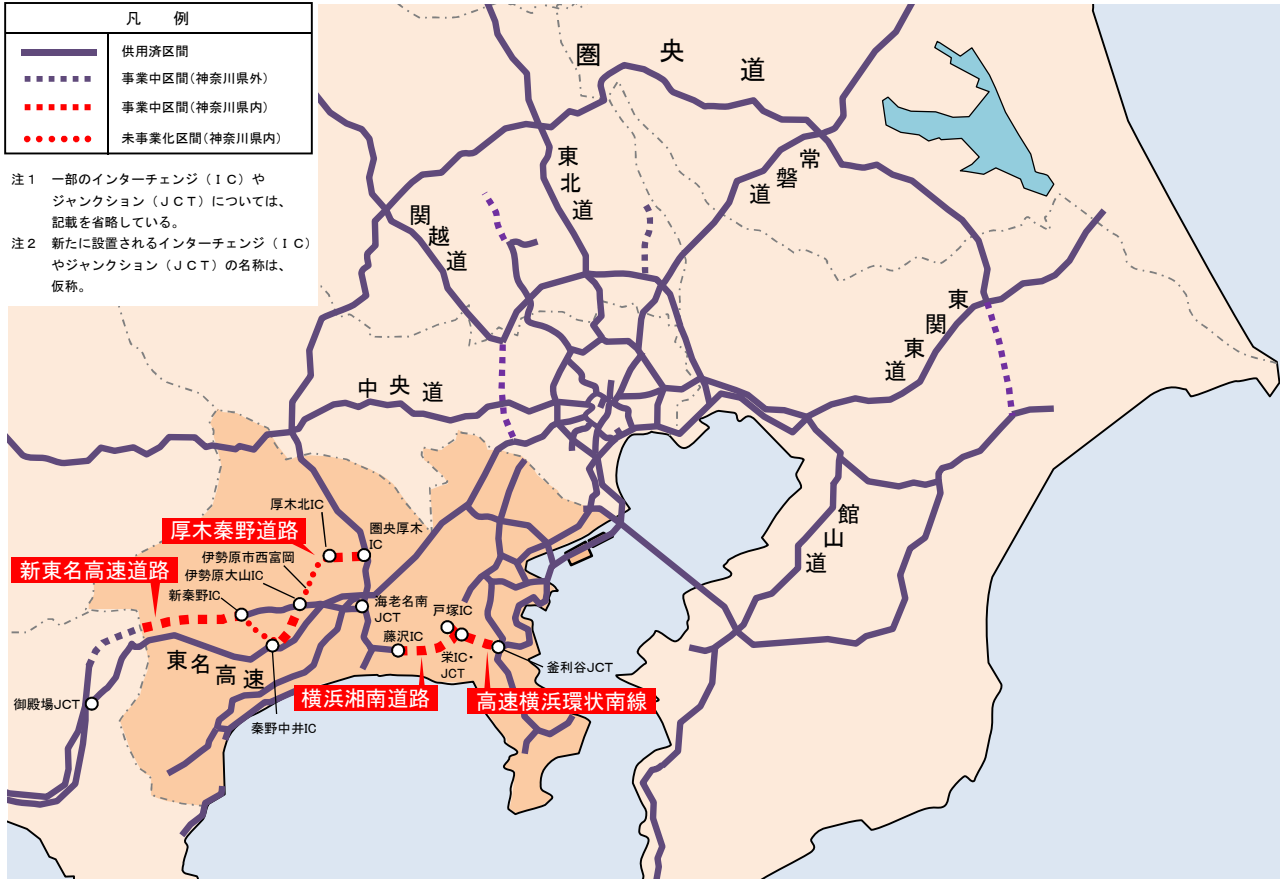 凡 例
供用済区間
事業中区間(神奈川県外)
事業中区間(神奈川県内)
未事業化区間(神奈川県内)
注1 一部のインターチェンジ(IC)や
ジャンクション(JCT)については、
記載を省略している。
注2 新たに設置されるインターチェンジ(IC)
やジャンクション(JCT)の名称は、
仮称。
圏央道
東北道
常磐道
関越道
東関東道
中央道
館山道
厚木北IC
厚木秦野道路
圏央厚木
IC
伊勢原市西富岡
新東名高速道路
伊勢原大山IC
新秦野IC
海老名南
JCT
戸塚IC
藤沢IC
栄IC・
JCT
釜利谷JCT
東名高速
横浜湘南道路
高速横浜環状南線
御殿場JCT
秦野中井IC